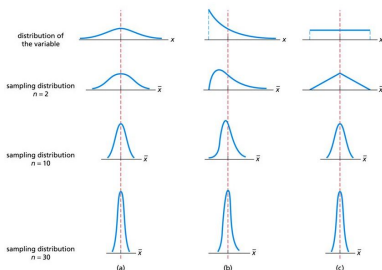 distribution of
the variable
x
x
x
sampling distribution
n = 2
x̄
x̄
x̄
sampling distribution
n = 10
x̄
x̄
x̄
sampling distribution
n = 30
x̄
x̄
x̄
(a)
(b)
(c)